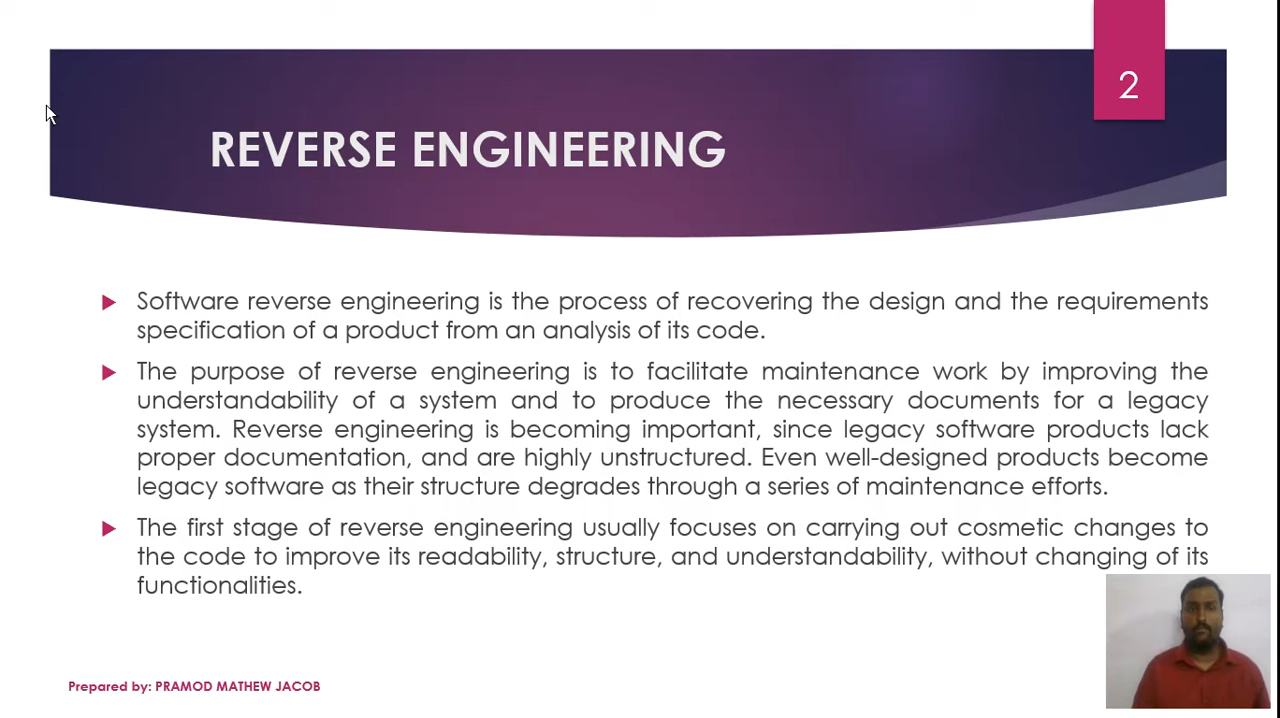 2
REVERSE ENGINEERING
Software reverse engineering is the process of recovering the design and the requirements
specification of a product from an analysis of its code.
The purpose of reverse engineering is to facilitate maintenance work by improving the
understandability of a system and to produce the necessary documents for a legacy
system. Reverse engineering is becoming important, since legacy software products lack
proper documentation, and are highly unstructured. Even well-designed products become
legacy software as their structure degrades through a series of maintenance efforts.
The first stage of reverse engineering usually focuses on carrying out cosmetic changes to
the code to improve its readability, structure, and understandability, without changing of its
functionalities.
Prepared by: PRAMOD MATHEW JACOB